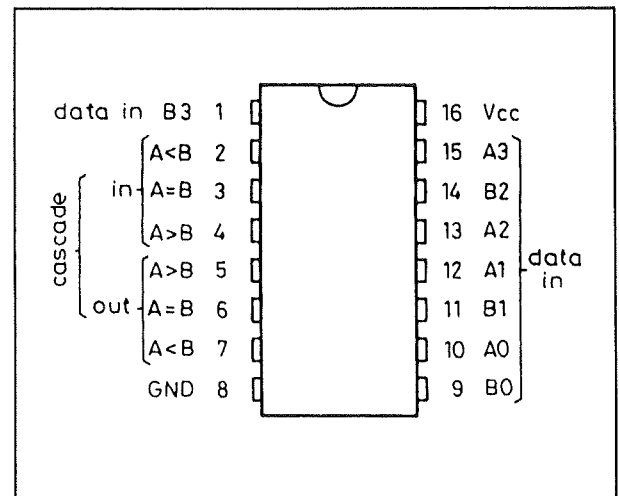 data in B3 1 16 Vcc
A<B 2 15 A3
in A=B 3 14 B2
A>B 4 13 A2
cascade
A>B 5 12 A1 data in
out A=B 6 11 B1
A<B 7 10 A0
GND 8 9 B0